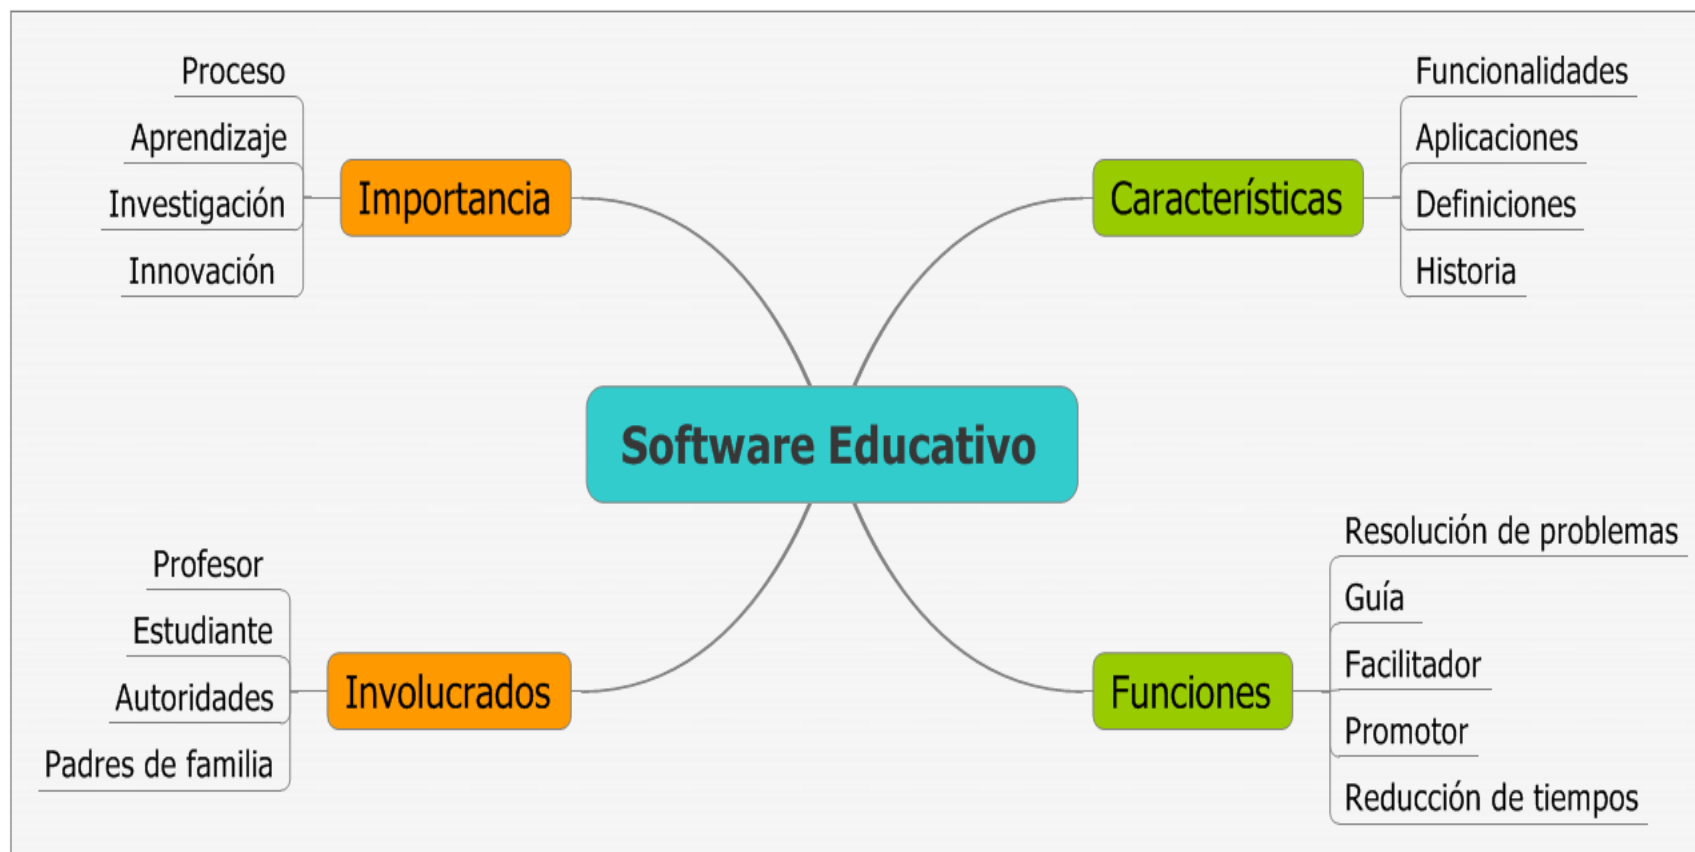 Proceso
Aprendizaje
Investigación
Innovación
Importancia
Funcionalidades
Aplicaciones
Definiciones
Historia
Características
Software Educativo
Profesor
Estudiante
Autoridades
Padres de familia
Involucrados
Resolución de problemas
Guía
Facilitador
Promotor
Reducción de tiempos
Funciones